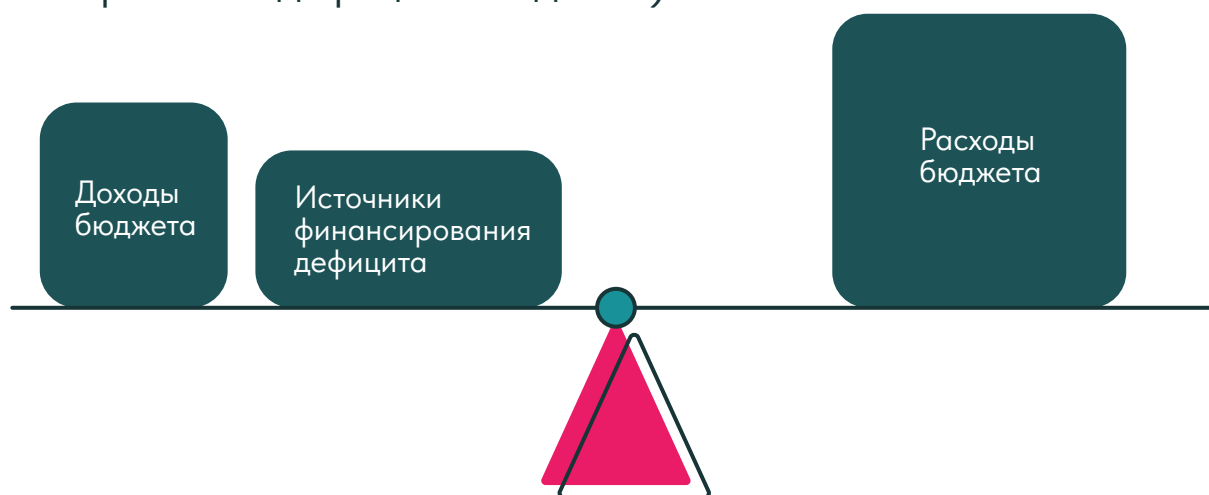 Доходы
бюджета
Источники
финансирования
дефицита
Расходы
бюджета